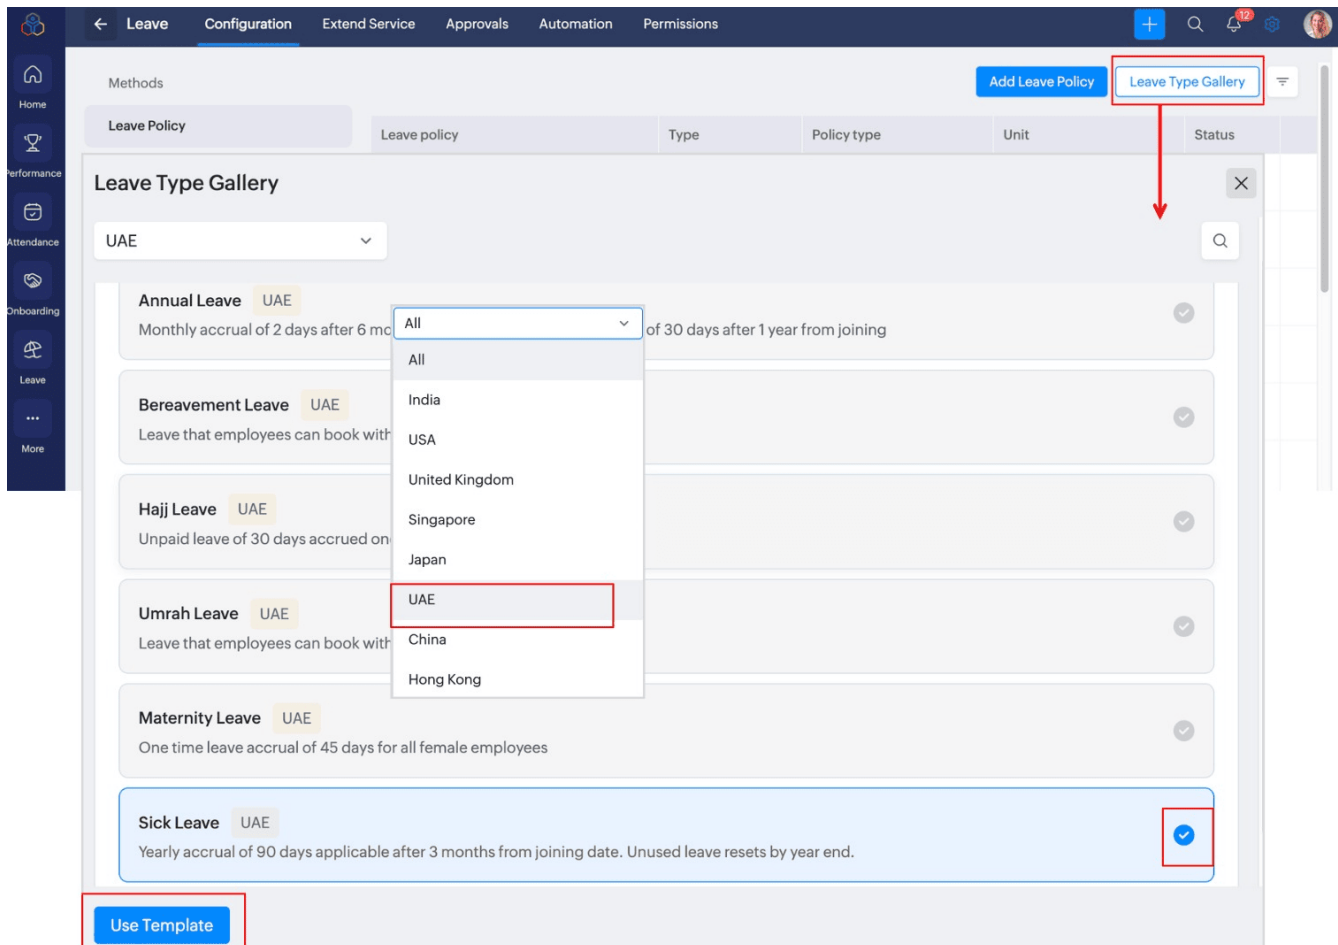 Leave
Configuration
Extend Service
Approvals
Automation
Permissions
12
Home
Performance
Attendance
Onboarding
Leave
More
Methods
Add Leave Policy
Leave Type Gallery
Leave Policy
Leave policy
Type
Policy type
Unit
Status
Leave Type Gallery
UAE
Annual Leave UAE
Monthly accrual of 2 days after 6 mo
of 30 days after 1 year from joining
Bereavement Leave UAE
Leave that employees can book with
Hajj Leave UAE
Unpaid leave of 30 days accrued on
Umrah Leave UAE
Leave that employees can book with
Maternity Leave UAE
One time leave accrual of 45 days for all female employees
Sick Leave UAE
Yearly accrual of 90 days applicable after 3 months from joining date. Unused leave resets by year end.
All
All
India
USA
United Kingdom
Singapore
Japan
UAE
China
Hong Kong
Use Template